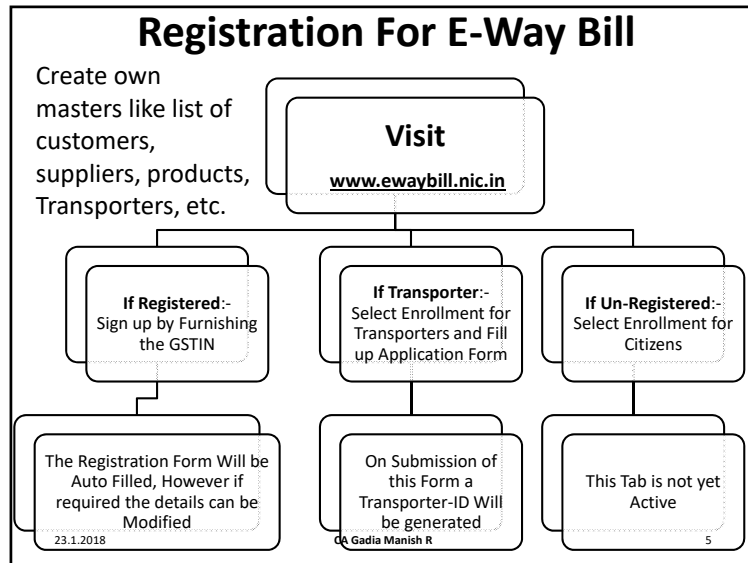 Registration For E-Way Bill
Create own
masters like list of
customers,
suppliers, products,
Transporters, etc.
Visit
www.ewaybill.nic.in
If Registered:-
Sign up by Furnishing
the GSTIN
If Transporter:-
Select Enrollment for
Transporters and Fill
up Application Form
If Un-Registered:-
Select Enrollment for
Citizens
The Registration Form Will be
Auto Filled, However if
required the details can be
Modified
On Submission of
this Form a
Transporter-ID Will
be generated
This Tab is not yet
Active
23.1.2018
CA Gadia Manish R
5